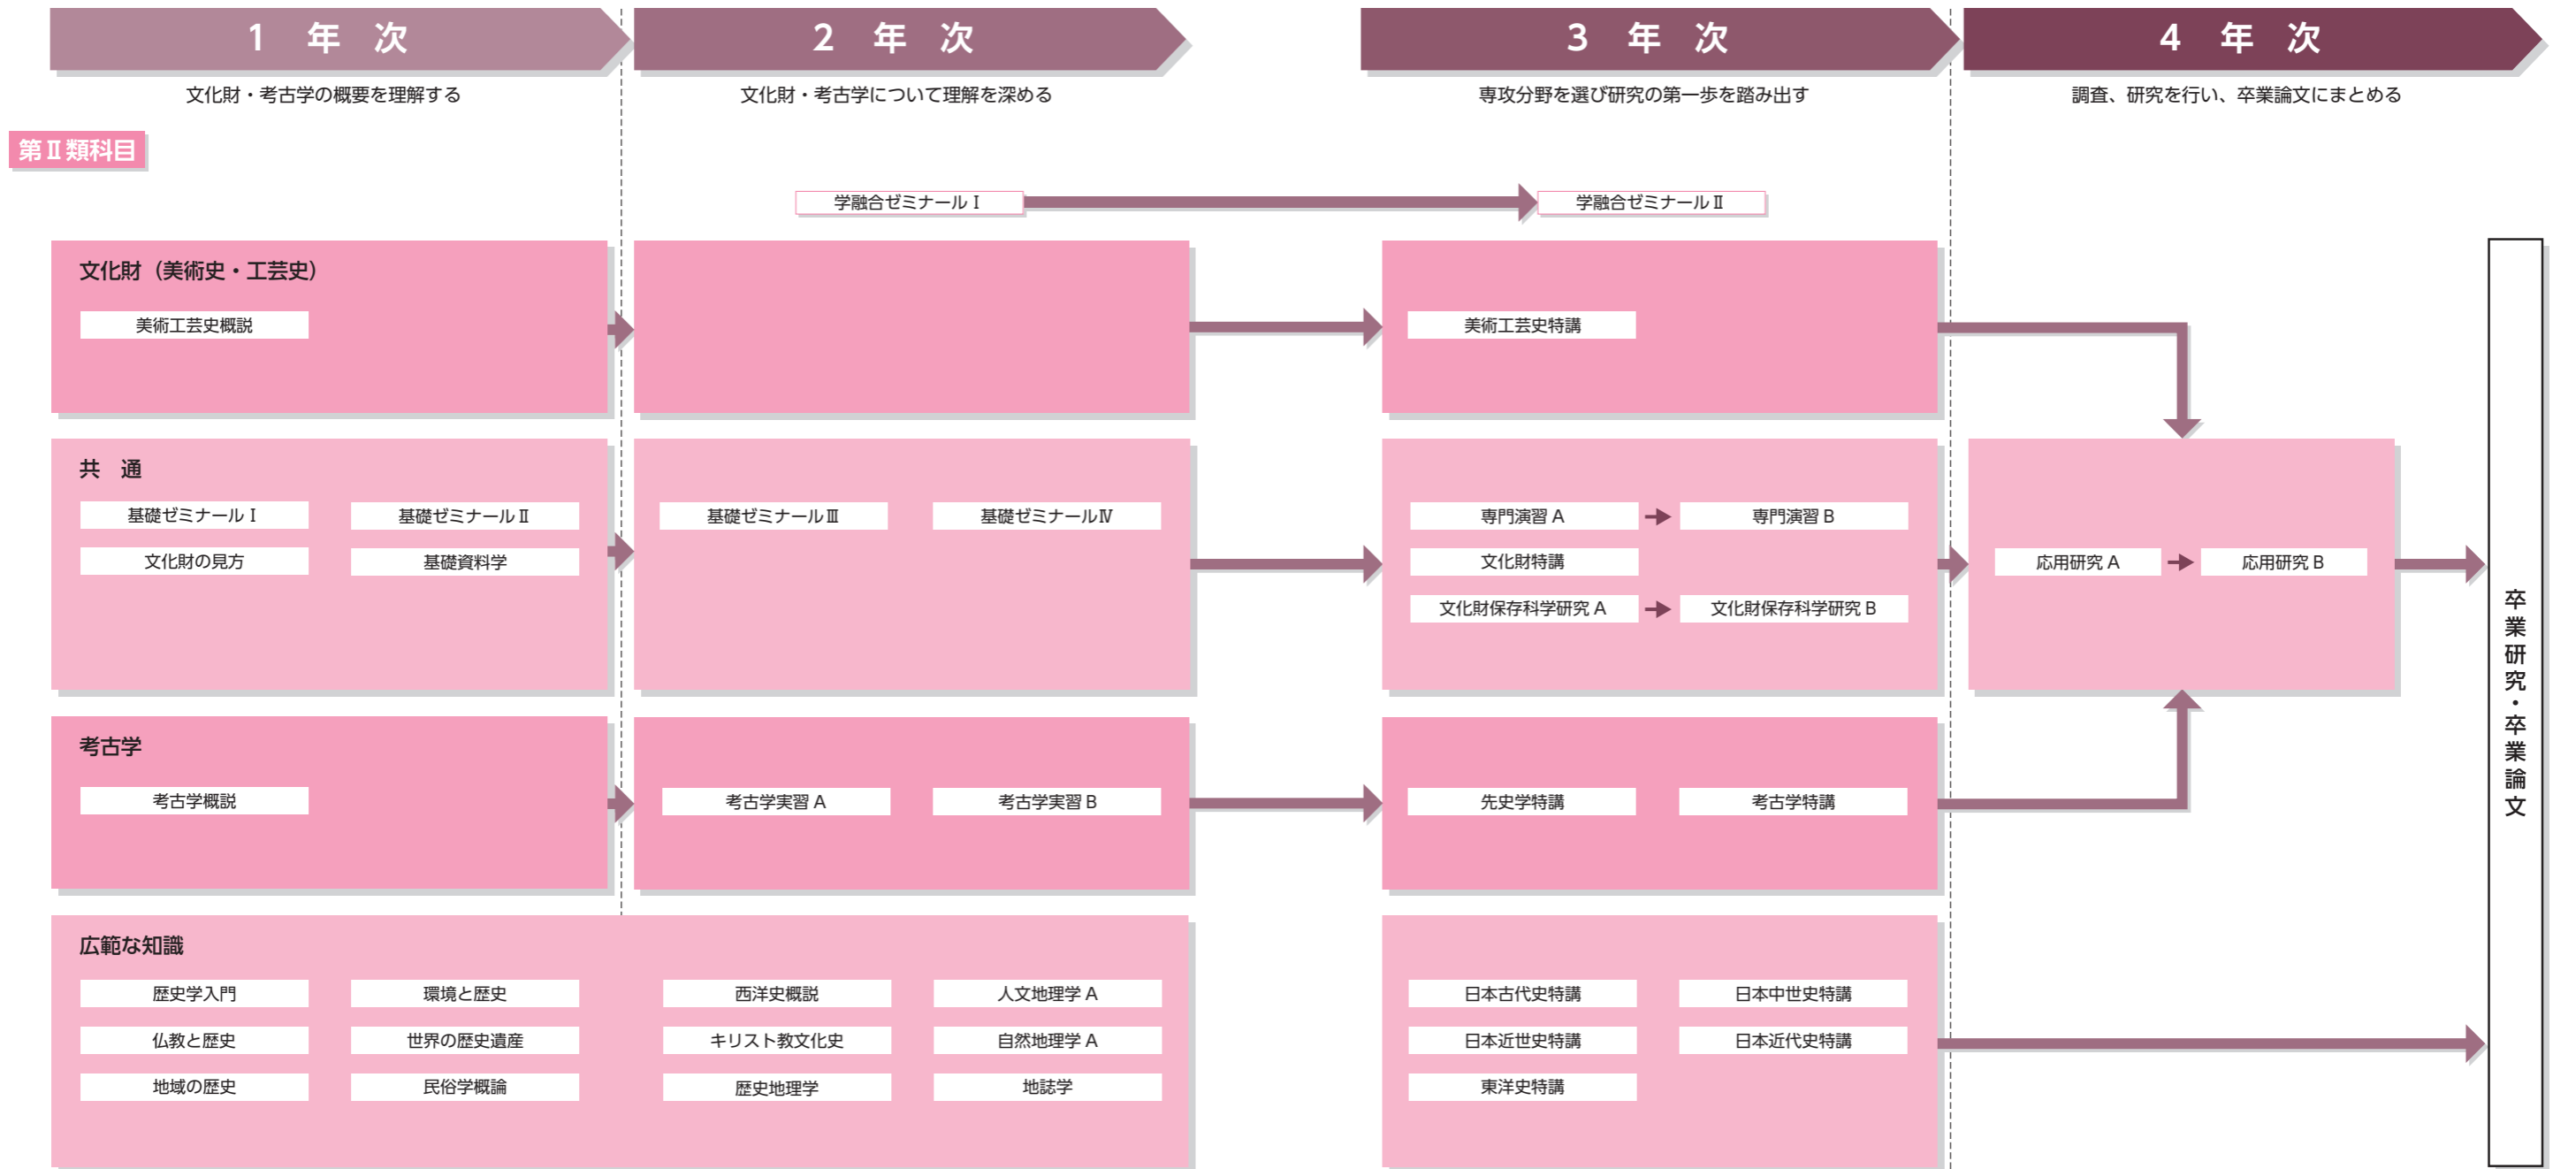 1 年 次
2 年 次
3 年 次
4 年 次
文化財・考古学の概要を理解する
文化財・考古学について理解を深める
専攻分野を選び研究の第一歩を踏み出す
調査、研究を行い、卒業論文にまとめる
第Ⅱ類科目
学融合ゼミナールⅠ
学融合ゼミナールⅡ
文化財（美術史・工芸史）
美術工芸史概説
美術工芸史特講
共 通
基礎ゼミナールⅠ
基礎ゼミナールⅡ
基礎ゼミナールⅢ
基礎ゼミナールⅣ
専門演習 A
専門演習 B
文化財の見方
基礎資料学
文化財特講
応用研究 A
応用研究 B
文化財保存科学研究 A
文化財保存科学研究 B
考古学
考古学概説
考古学実習 A
考古学実習 B
先史学特講
考古学特講
広範な知識
歴史学入門
環境と歴史
西洋史概説
人文地理学 A
日本古代史特講
日本中世史特講
仏教と歴史
世界の歴史遺産
キリスト教文化史
自然地理学 A
日本近世史特講
日本近代史特講
地域の歴史
民俗学概論
歴史地理学
地誌学
東洋史特講
卒業研究・卒業論文